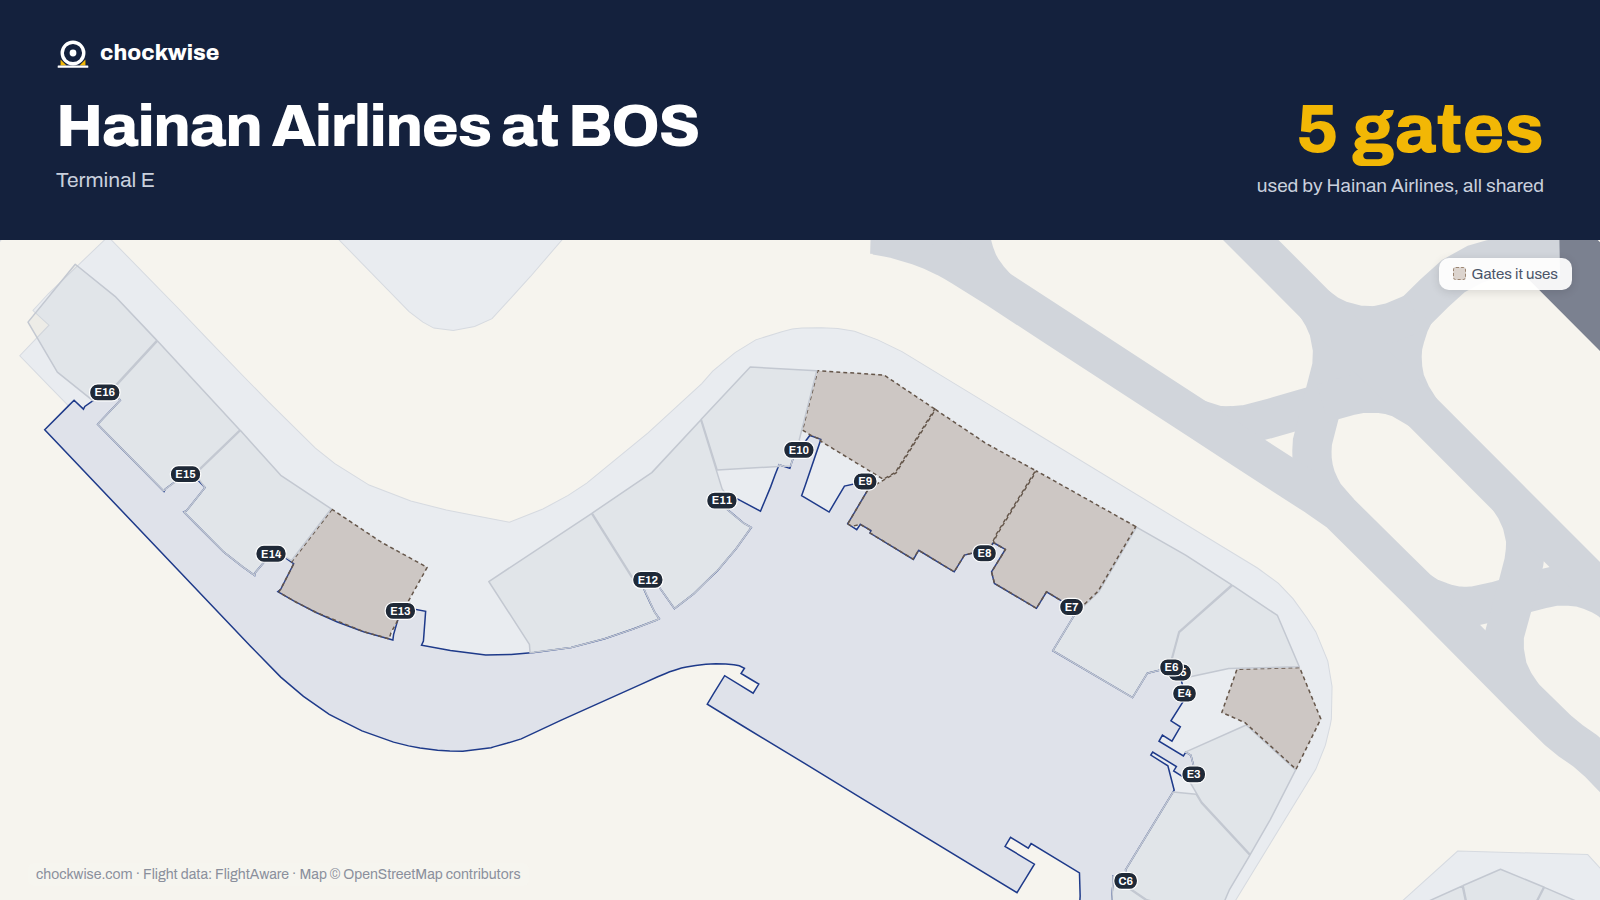 chockwise
Hainan Airlines at BOS
Terminal E
5 gates
used by Hainan Airlines, all shared
Gates it uses
E16
E15
E14
E13
E12
E11
E10
E9
E8
E7
E6
E4
E3
C6
chockwise.com · Flight data: FlightAware · Map © OpenStreetMap contributors